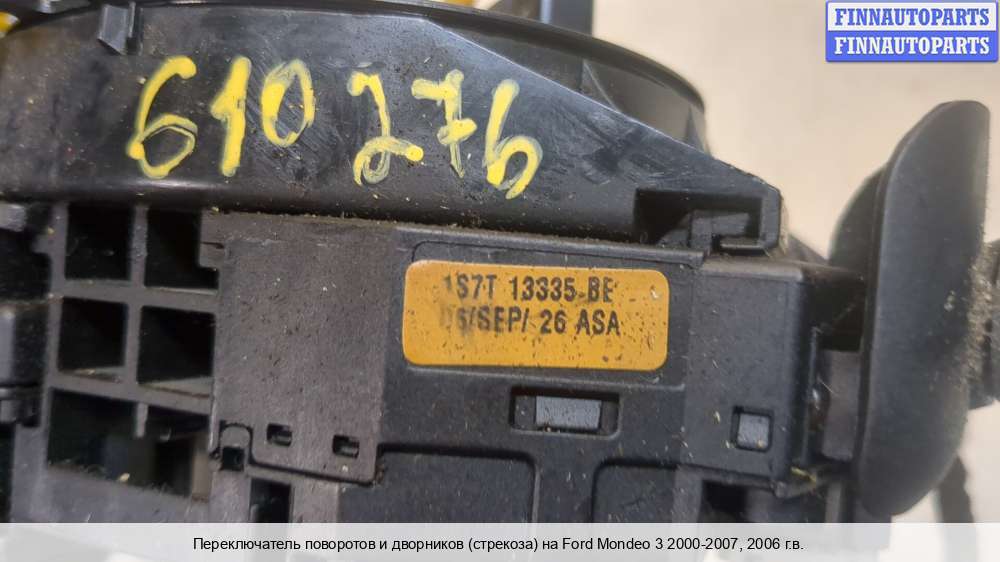 FINNAUTOPARTS
FINNAUTOPARTS
610276
1S7T 13335-BE
06/SEP/ 26 ASA
Переключатель поворотов и дворников (стрекоза) на Ford Mondeo 3 2000-2007, 2006 г.в.